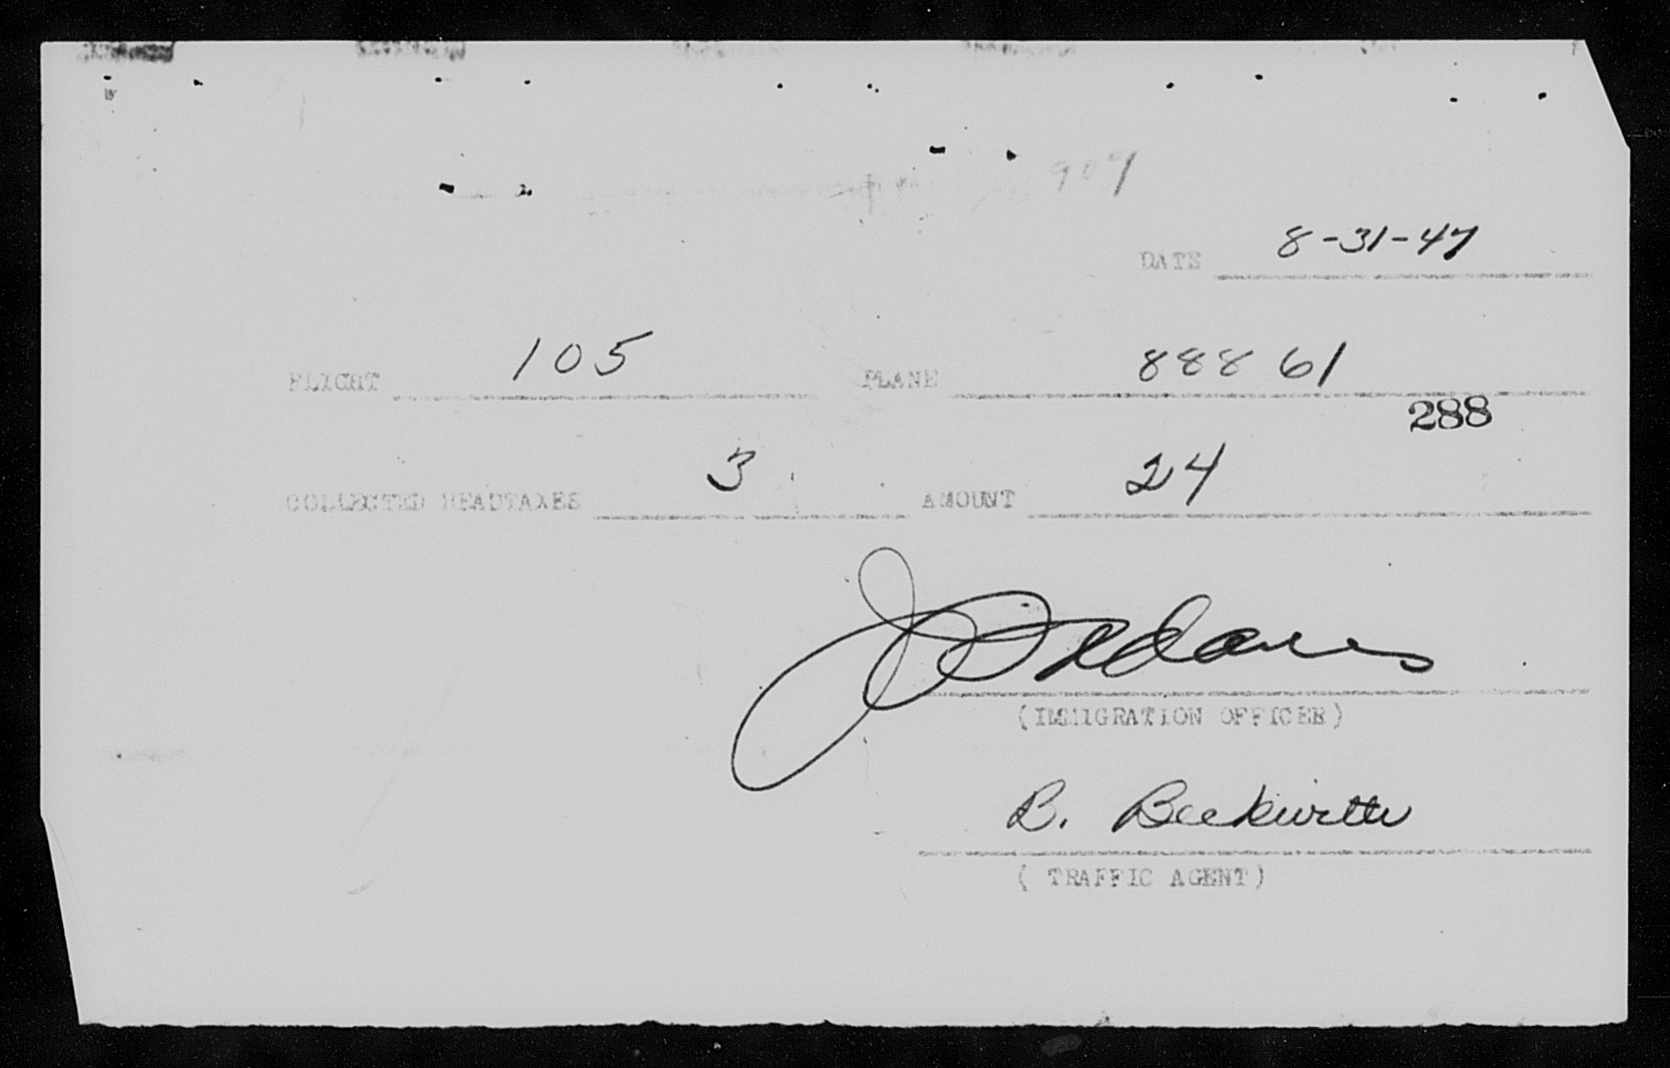 909
DATE 8-31-47
FLIGHT 105 PLANE 88861
288
COLLECTED HEADTAXES 3 AMOUNT 24
(IMMIGRATION OFFICER)
B. Beckwith
( TRAFFIC AGENT)